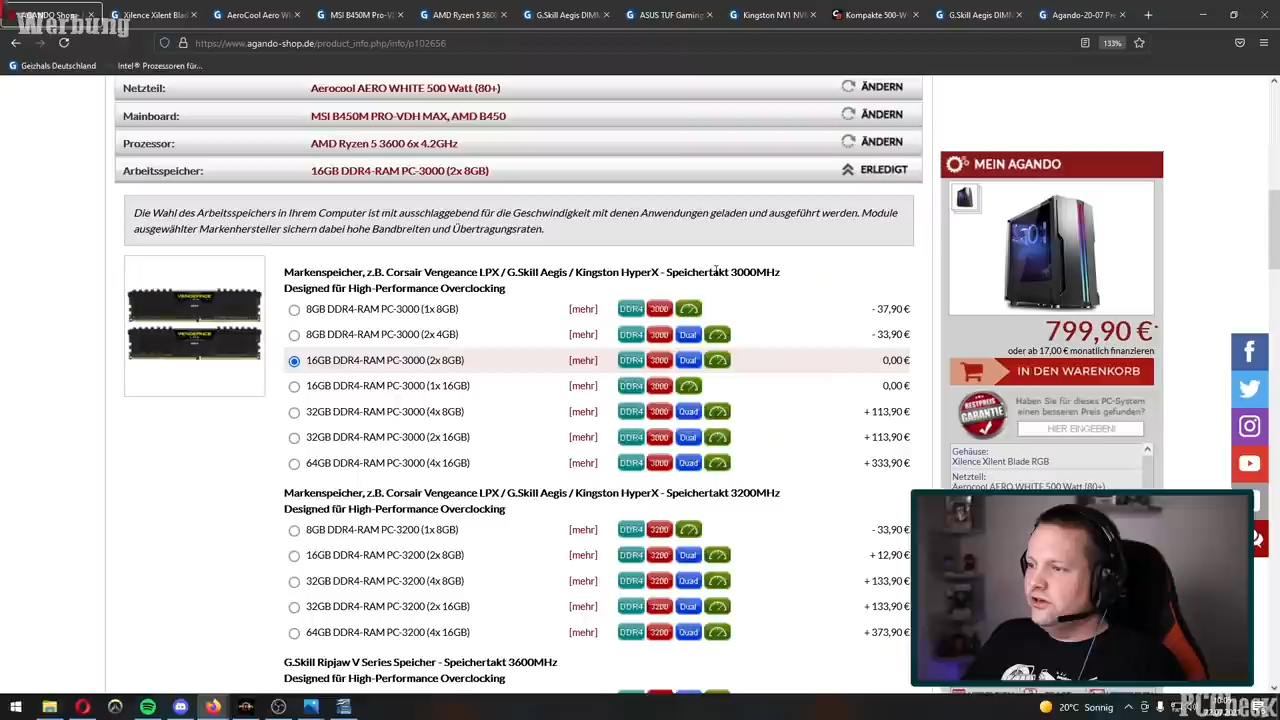 Werbung
AGANDO Shop
Xilence Xilent Blad
AeroCool Aero W
MSI B450M Pro-V
Ryzen 5 360
G.Skill Aegis DIMM
ASUS TUF Gaming
Kompakte 500-W
G.Skill Aegis DIMM
Agando-20-07 Pr
https://www.agando-shop.de/product_info.php/info/p102656
133%
Geizhals Deutschland
Intel® Prozessoren für...
Netzteil: Aerocool AERO WHITE 500 Watt (80+) ÄNDERN
Mainboard: MSI B450M PRO-VDH MAX, AMD B450 ÄNDERN
Prozessor: AMD Ryzen 5 3600 6x 4.2GHz ÄNDERN
Arbeitsspeicher: 16GB DDR4-RAM PC-3000 (2x 8GB) ERLEDIGT
Die Wahl des Arbeitsspeichers in Ihrem Computer ist mit ausschlaggebend für die Geschwindigkeit mit denen Anwendungen geladen und ausgeführt werden. Module
ausgewählter Markenhersteller sichern dabei hohe Bandbreiten und Übertragungsraten.
VENGEANCE
VENGEANCE
Markenspeicher, z.B. Corsair Vengeance LPX / G.Skill Aegis / Kingston HyperX - Speichertakt 3000MHz
Designed für High-Performance Overclocking
8GB DDR4-RAM PC-3000 (1x 8GB) [mehr] DDR4 3000 - 37,90 €
8GB DDR4-RAM PC-3000 (2x 4GB) [mehr] DDR4 3000 Dual - 33,90 €
16GB DDR4-RAM PC-3000 (2x 8GB) [mehr] DDR4 3000 Dual 0,00 €
16GB DDR4-RAM PC-3000 (1x 16GB) [mehr] DDR4 3000 0,00 €
32GB DDR4-RAM PC-3000 (4x 8GB) [mehr] DDR4 3000 Quad + 113,90 €
32GB DDR4-RAM PC-3000 (2x 16GB) [mehr] DDR4 3000 Dual + 113,90 €
64GB DDR4-RAM PC-3000 (4x 16GB) [mehr] DDR4 3000 Quad + 333,90 €
Markenspeicher, z.B. Corsair Vengeance LPX / G.Skill Aegis / Kingston HyperX - Speichertakt 3200MHz
Designed für High-Performance Overclocking
8GB DDR4-RAM PC-3200 (1x 8GB) [mehr] DDR4 3200 - 33,90 €
16GB DDR4-RAM PC-3200 (2x 8GB) [mehr] DDR4 3200 Dual + 12,90 €
32GB DDR4-RAM PC-3200 (4x 8GB) [mehr] DDR4 3200 Quad + 133,90 €
32GB DDR4-RAM PC-3200 (2x 16GB) [mehr] DDR4 3200 Dual + 133,90 €
64GB DDR4-RAM PC-3200 (4x 16GB) [mehr] DDR4 3200 Quad + 373,90 €
G.Skill Ripjaw V Series Speicher - Speichertakt 3600MHz
Designed für High-Performance Overclocking
MEIN AGANDO
799,90 €*
oder ab 17,00 € monatlich finanzieren
IN DEN WARENKORB
BESTPREIS GARANTIE
Haben Sie für dieses PC-System
einen besseren Preis gefunden?
HIER EINGEBEN!
Gehäuse:
Xilence Xilent Blade RGB
Netzteil:
Aerocool AERO WHITE 500 Watt (80+)
20°C Sonnig
PCCheck